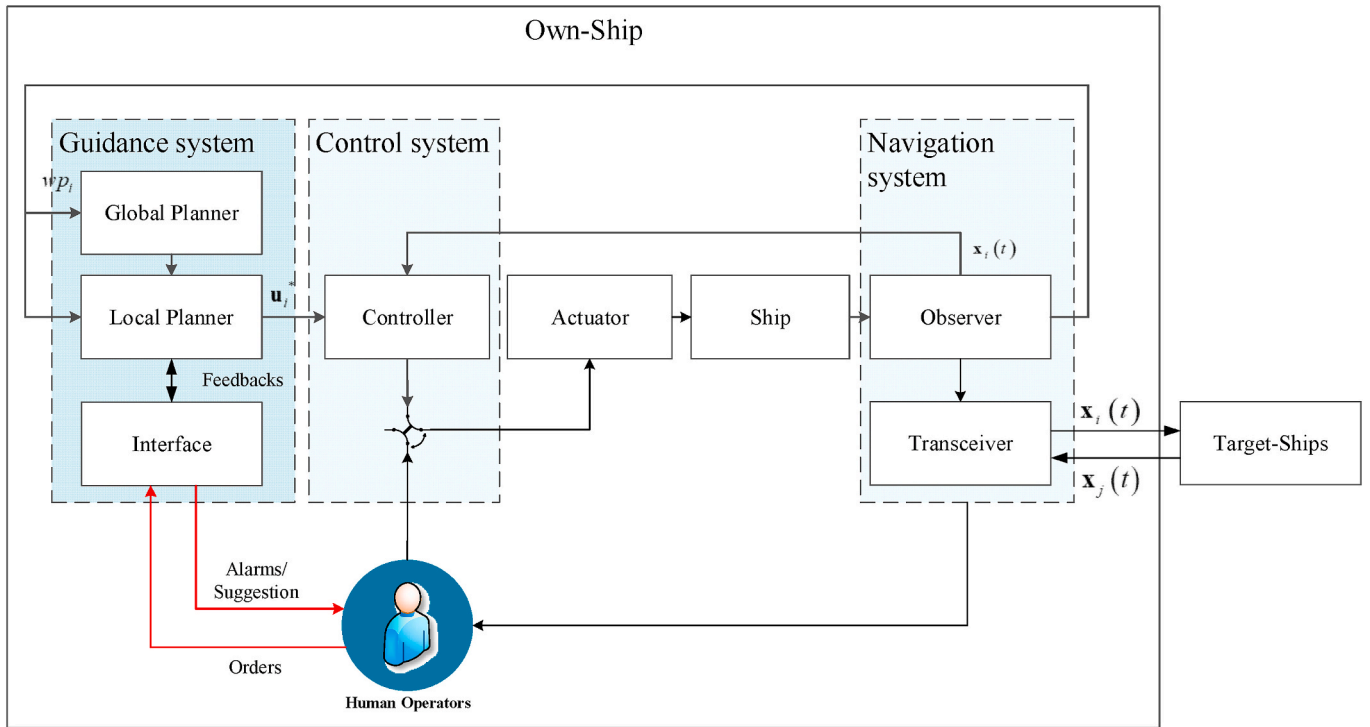 Own-Ship
Guidance system
Control system
Navigation
system
wp_i
Global Planner
x_i(t)
Local Planner
u_i*
Controller
Actuator
Ship
Observer
Feedbacks
Interface
Transceiver
x_i(t)
x_j(t)
Target-Ships
Alarms/
Suggestion
Orders
Human Operators